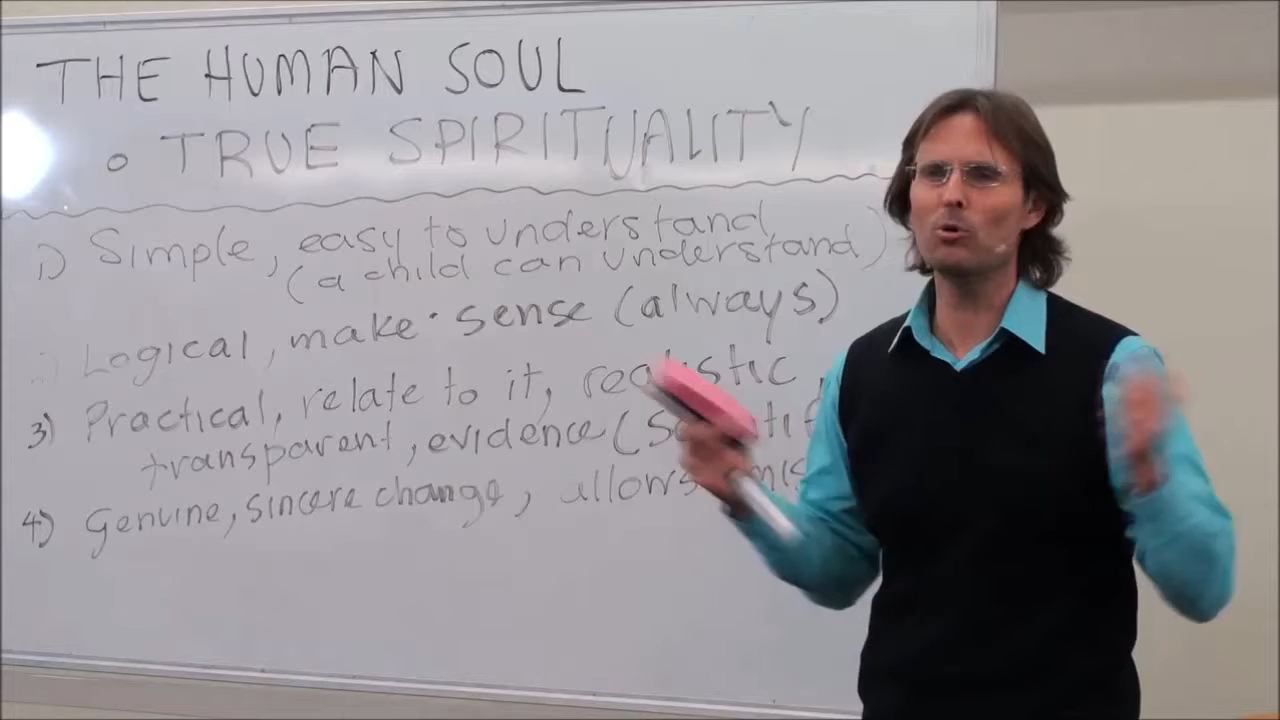 THE HUMAN SOUL
o TRUE SPIRITUALITY
1) Simple, easy to understand
(a child can understand)
Logical, make sense (always)
3) Practical, relate to it,
transparent, evidence
4) Genuine, sincere change, allows